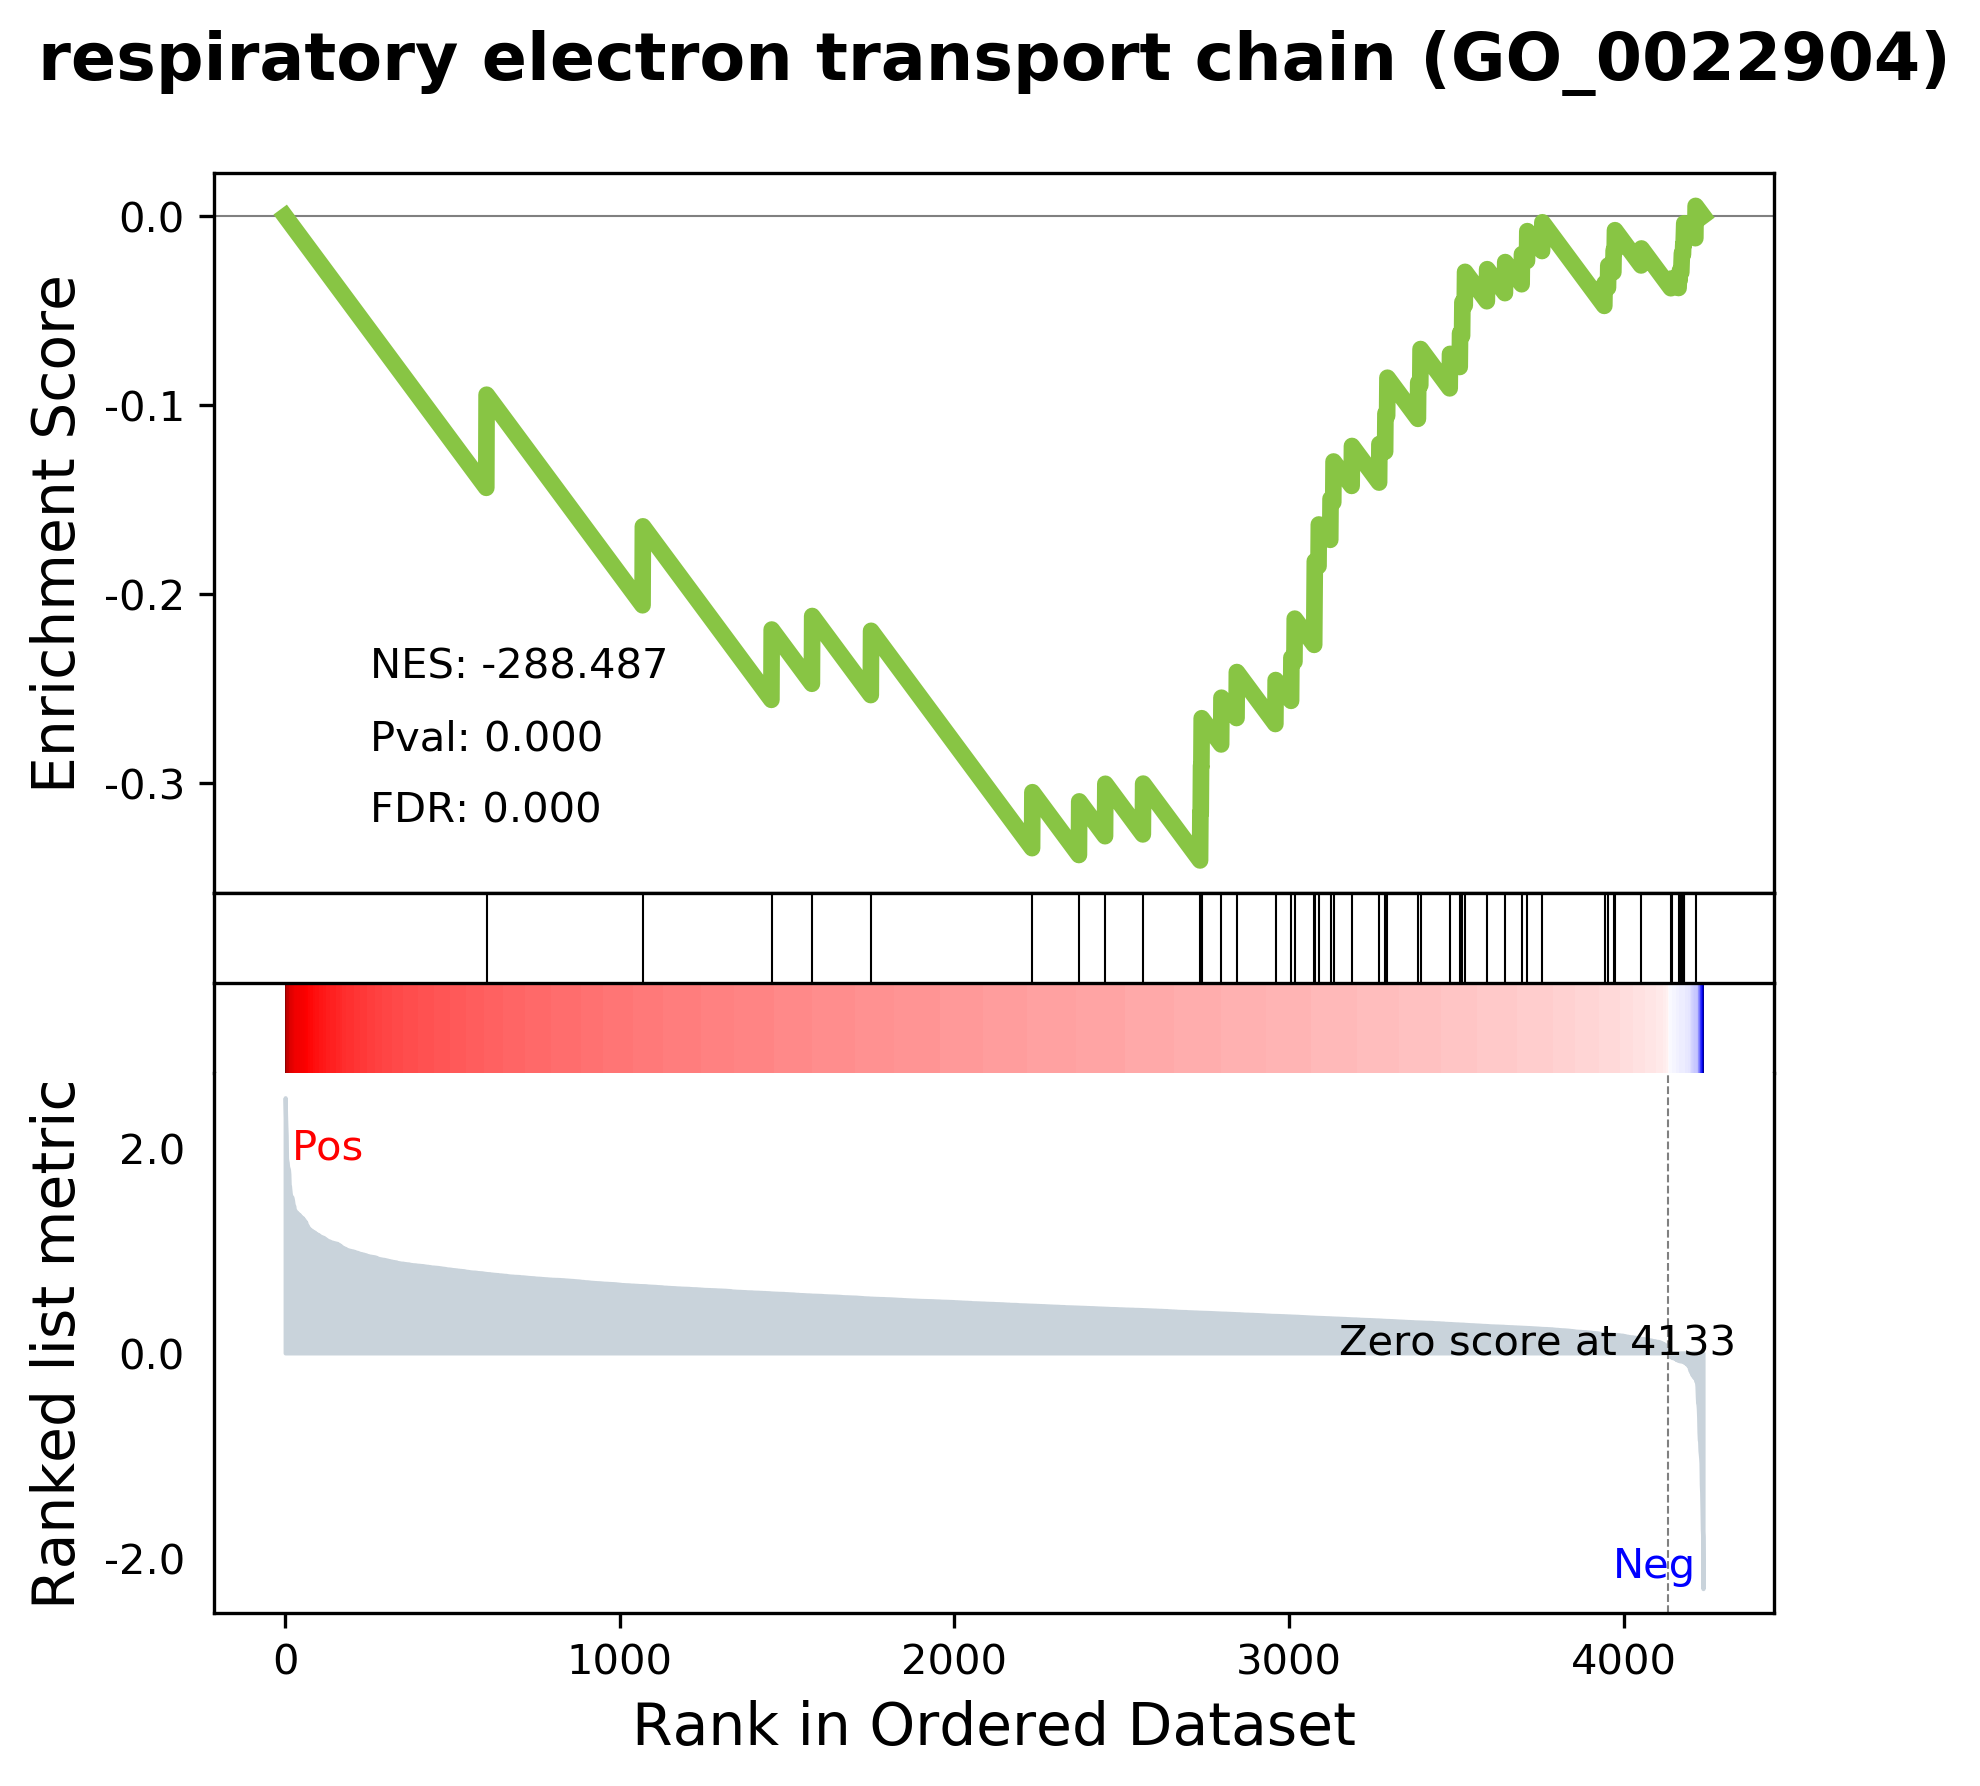 respiratory electron transport chain (GO_0022904)
Enrichment Score
0.0
-0.1
-0.2
-0.3
NES: -288.487
Pval: 0.000
FDR: 0.000
Ranked list metric
2.0
0.0
-2.0
Pos
Zero score at 4133
Neg
0 1000 2000 3000 4000
Rank in Ordered Dataset